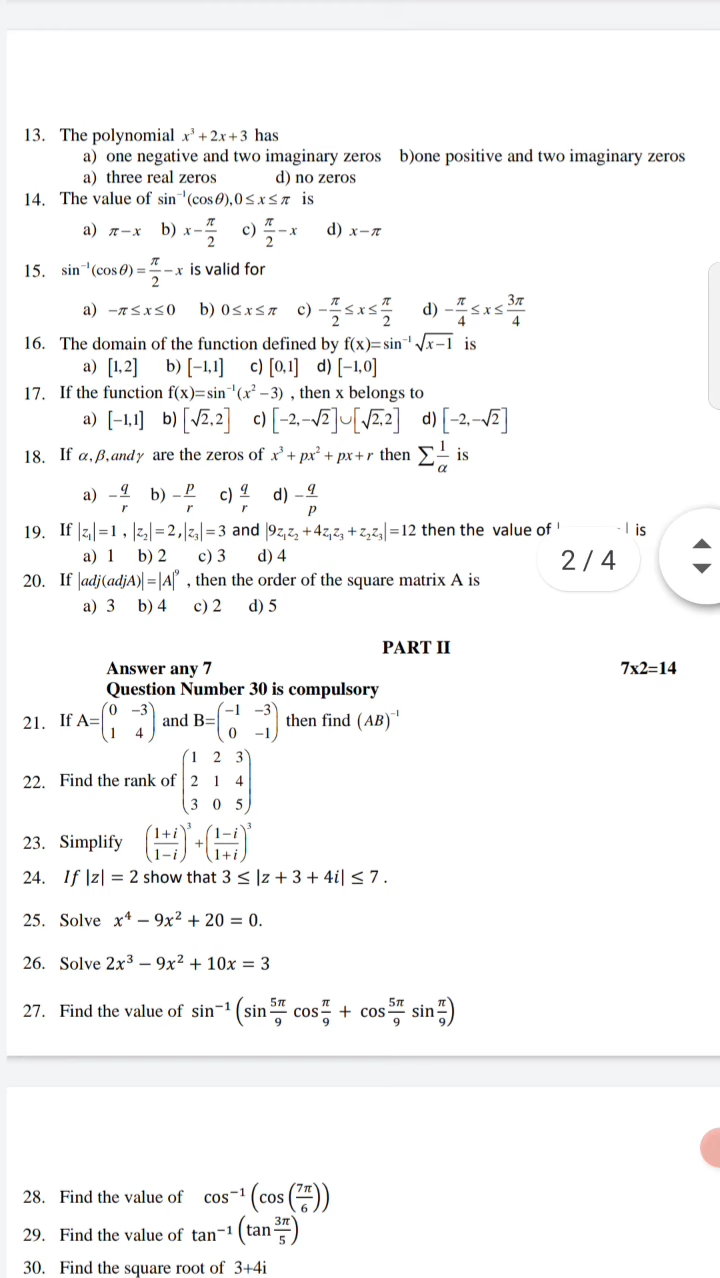 13. The polynomial x³ + 2x + 3 has
a) one negative and two imaginary zeros b)one positive and two imaginary zeros
a) three real zeros d) no zeros
14. The value of sin⁻¹(cosθ), 0 ≤ x ≤ π is
a) π−x b) x−π/2 c) π/2−x d) x−π
15. sin⁻¹(cosθ) = π/2 − x is valid for
a) −π ≤ x ≤ 0 b) 0 ≤ x ≤ π c) −π/2 ≤ x ≤ π/2 d) −π/4 ≤ x ≤ 3π/4
16. The domain of the function defined by f(x)=sin⁻¹√(x−1) is
a) [1,2] b) [−1,1] c) [0,1] d) [−1,0]
17. If the function f(x)=sin⁻¹(x² −3) , then x belongs to
a) [−1,1] b) [√2,2] c) [−2,−√2]∪[√2,2] d) [−2,−√2]
18. If α,β,andγ are the zeros of x³ + px² + px + r then ∑1/α is
a) −q/r b) −p/r c) q/r d) −q/p
19. If |z₁|=1 , |z₂|=2, |z₃|=3 and |9z₁z₂ + 4z₁z₃ + z₂z₃|=12 then the value of | is
a) 1 b) 2 c) 3 d) 4
2 / 4
20. If |adj(adjA)| = |A|⁹ , then the order of the square matrix A is
a) 3 b) 4 c) 2 d) 5
PART II
Answer any 7 7x2=14
Question Number 30 is compulsory
21. If A=(0 −3; 1 4) and B=(−1 −3; 0 −1) then find (AB)⁻¹
22. Find the rank of (1 2 3; 2 1 4; 3 0 5)
23. Simplify ((1+i)/(1−i))³ + ((1−i)/(1+i))³
24. If |z| = 2 show that 3 ≤ |z + 3 + 4i| ≤ 7 .
25. Solve x⁴ − 9x² + 20 = 0.
26. Solve 2x³ − 9x² + 10x = 3
27. Find the value of sin⁻¹(sin 5π/9 cos π/9 + cos 5π/9 sin π/9)
28. Find the value of cos⁻¹(cos(7π/6))
29. Find the value of tan⁻¹(tan 3π/5)
30. Find the square root of 3+4i